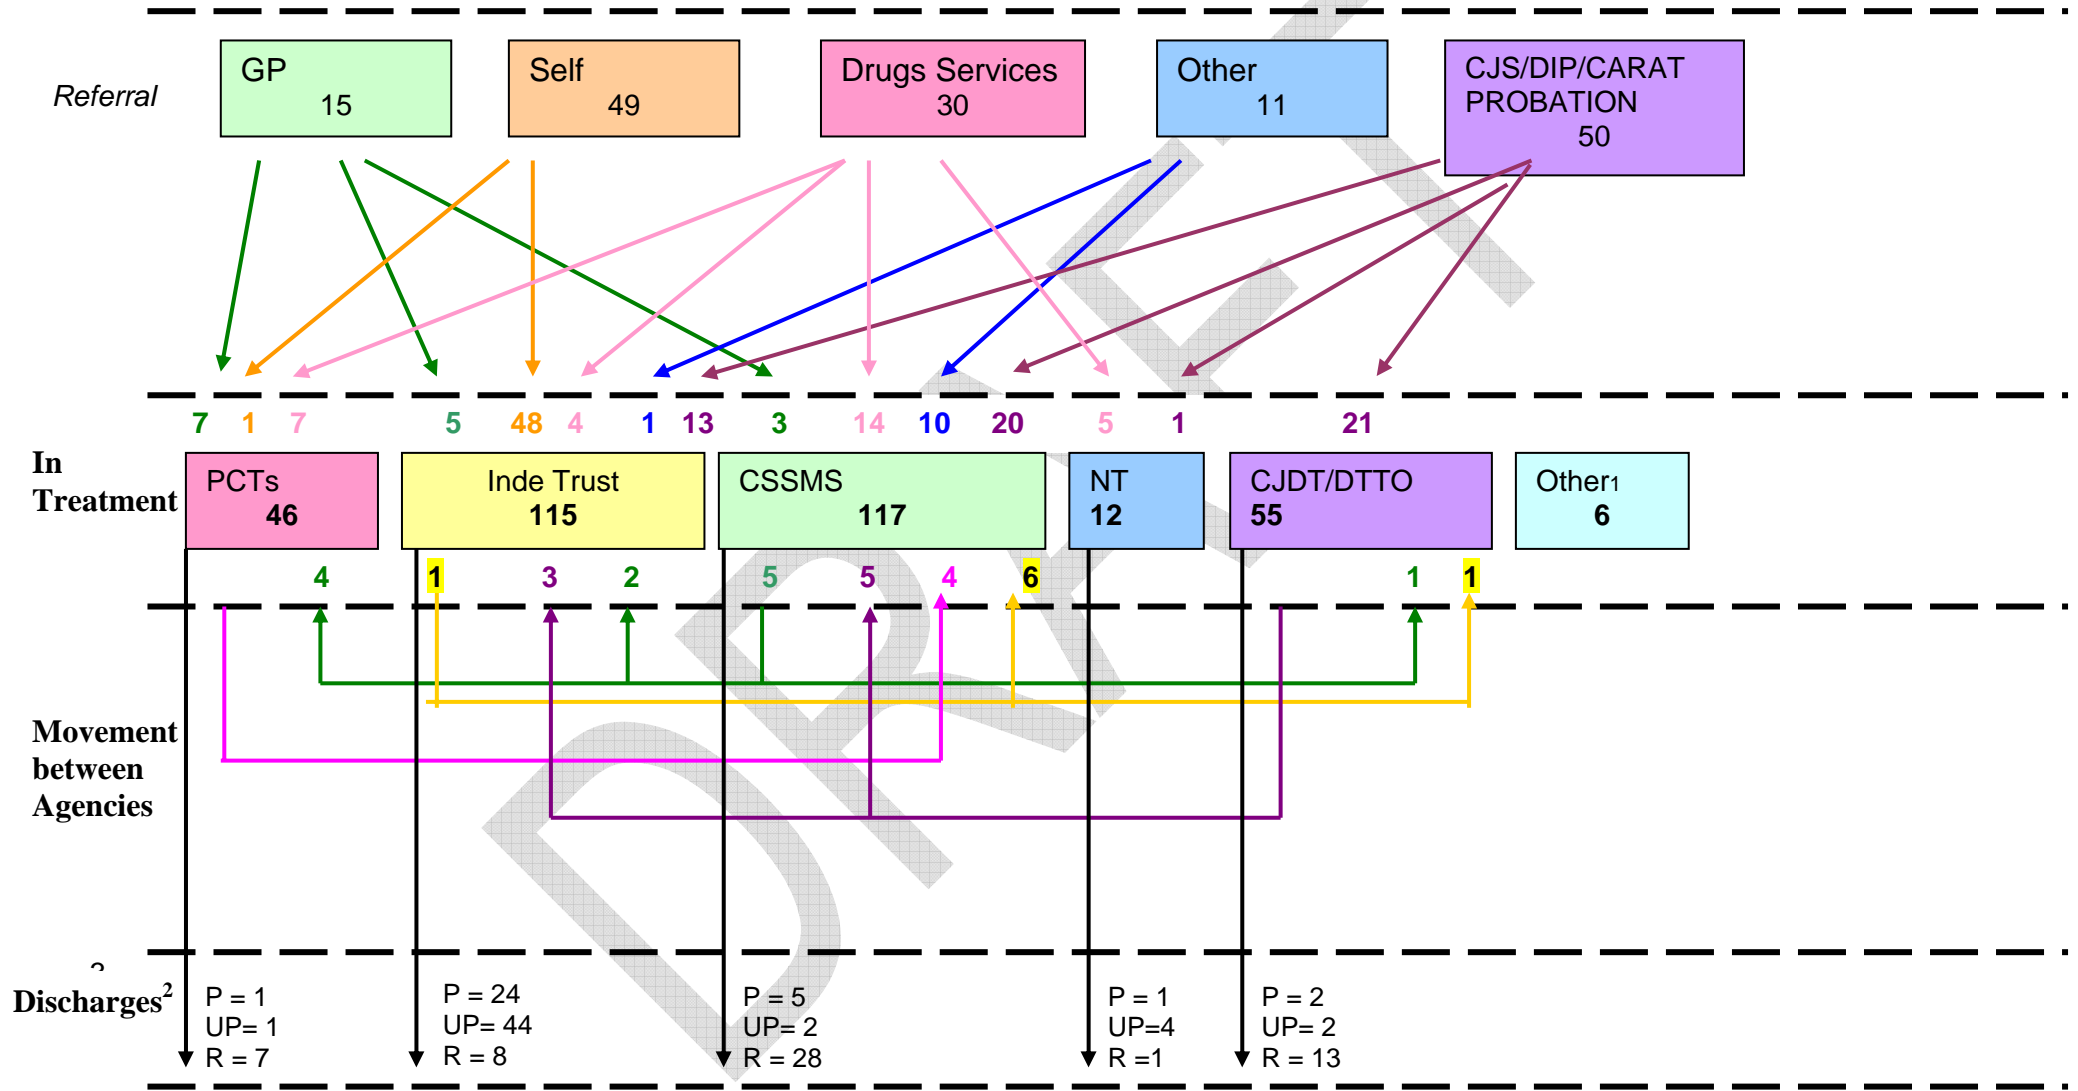 Referral
GP
15
Self
49
Drugs Services
30
Other
11
CJS/DIP/CARAT
PROBATION
50
7 1 7 5 48 4 1 13 3 14 10 20 5 1 21
In
Treatment
PCTs
46
Inde Trust
115
CSSMS
117
NT
12
CJDT/DTTO
55
Other1
6
4 1 3 2 5 5 4 6 1 1
Movement
between
Agencies
Discharges2
P = 1
UP= 1
R = 7
P = 24
UP= 44
R = 8
P = 5
UP= 2
R = 28
P = 1
UP=4
R =1
P = 2
UP= 2
R = 13
DRAFT